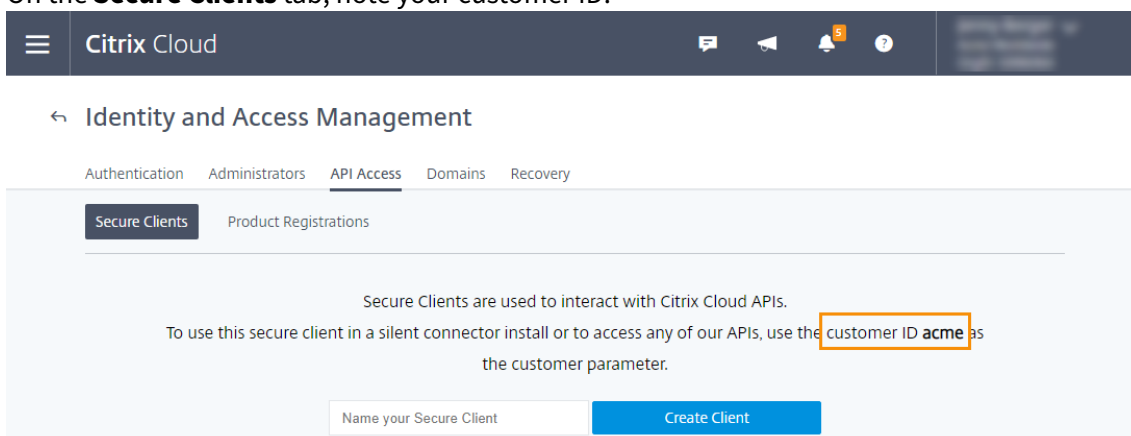 On the Secure Clients tab, note your customer ID.
Citrix Cloud
5
?
Identity and Access Management
Authentication Administrators API Access Domains Recovery
Secure Clients Product Registrations
Secure Clients are used to interact with Citrix Cloud APIs.
To use this secure client in a silent connector install or to access any of our APIs, use the customer ID acme as
the customer parameter.
Name your Secure Client Create Client